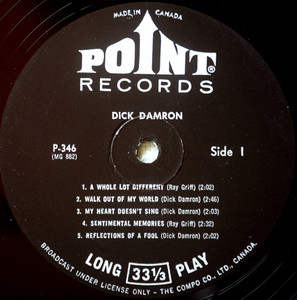 MADE IN CANADA
POINT®
RECORDS
DICK DAMRON
P-346
(MG 882)
Side 1
1. A WHOLE LOT DIFFERENT (Ray Griff) (2:02)
2. WALK OUT OF MY WORLD (Dick Damron) (2:46)
3. MY HEART DOESN'T SING (Dick Damron) (2:03)
4. SENTIMENTAL MEMORIES (Ray Griff) (2:32)
5. REFLECTIONS OF A FOOL (Dick Damron) (2:02)
LONG 33⅓ PLAY
BROADCAST UNDER LICENSE ONLY - THE COMPO CO. LTD., CANADA.